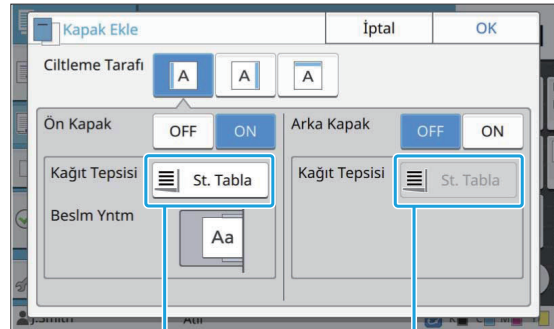 Kapak Ekle İptal OK
Ciltleme Tarafı A A A
Ön Kapak OFF ON Arka Kapak OFF ON
Kağıt Tepsisi St. Tabla Kağıt Tepsisi St. Tabla
Beslm Yntm Aa